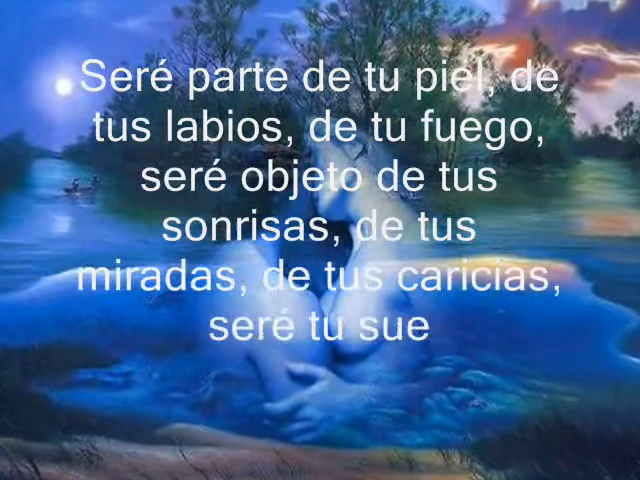 Seré parte de tu piel, de
tus labios, de tu fuego,
seré objeto de tus
sonrisas, de tus
miradas, de tus caricias,
seré tu sue